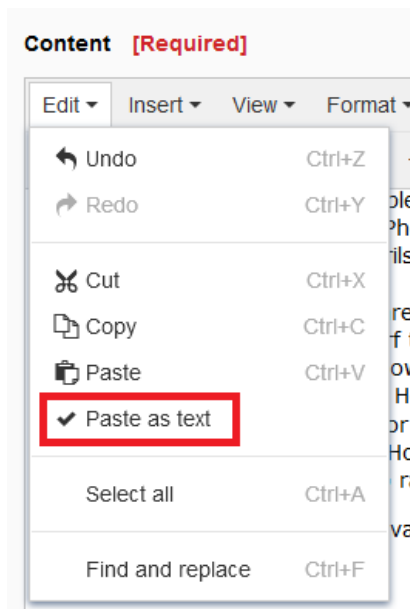 Content [Required]
Edit Insert View Format
Undo Ctrl+Z
Redo Ctrl+Y
Cut Ctrl+X
Copy Ctrl+C
Paste Ctrl+V
Paste as text
Select all Ctrl+A
Find and replace Ctrl+F